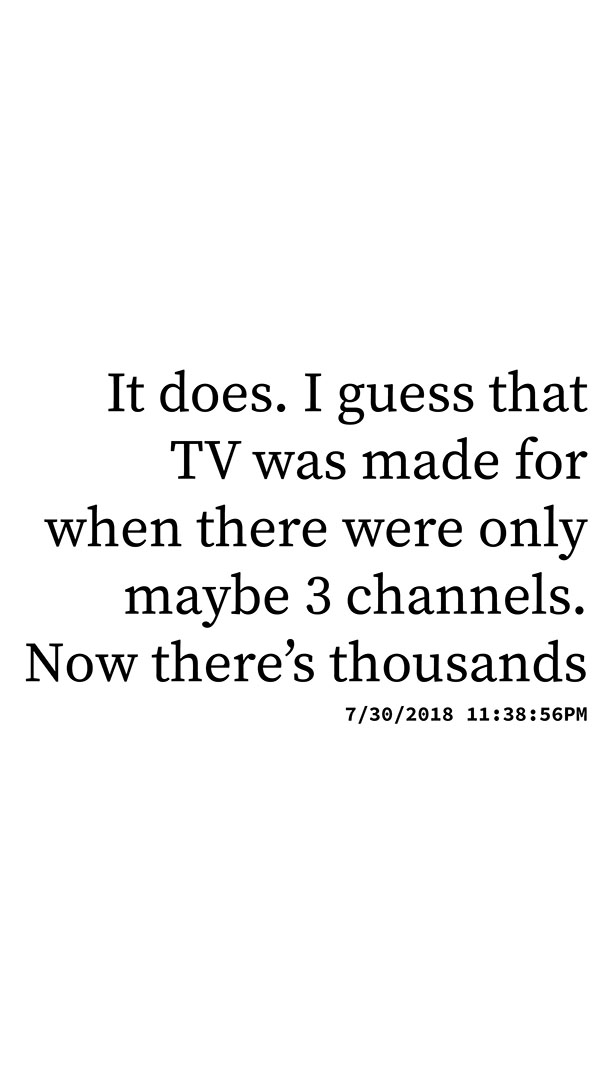 It does. I guess that
TV was made for
when there were only
maybe 3 channels.
Now there’s thousands
7/30/2018 11:38:56PM